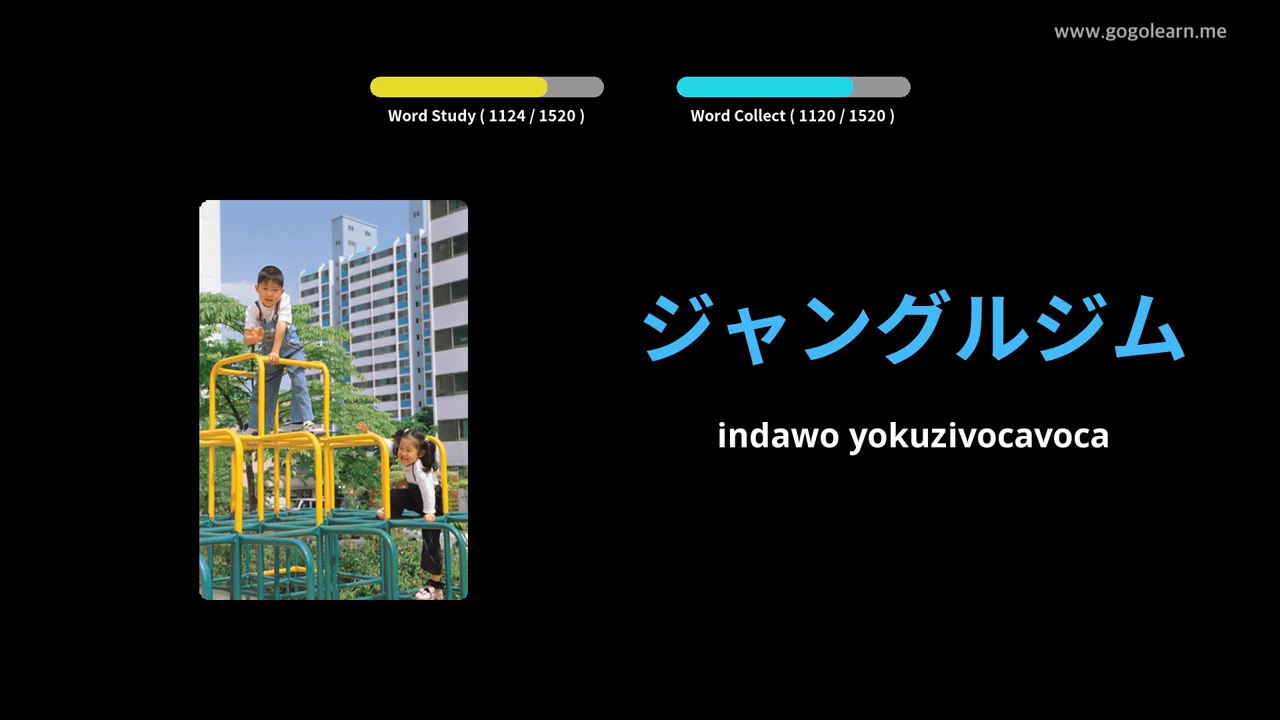 www.gogolearn.me
Word Study ( 1124 / 1520 )
Word Collect ( 1120 / 1520 )
ジャングルジム
indawo yokuzivocavoca